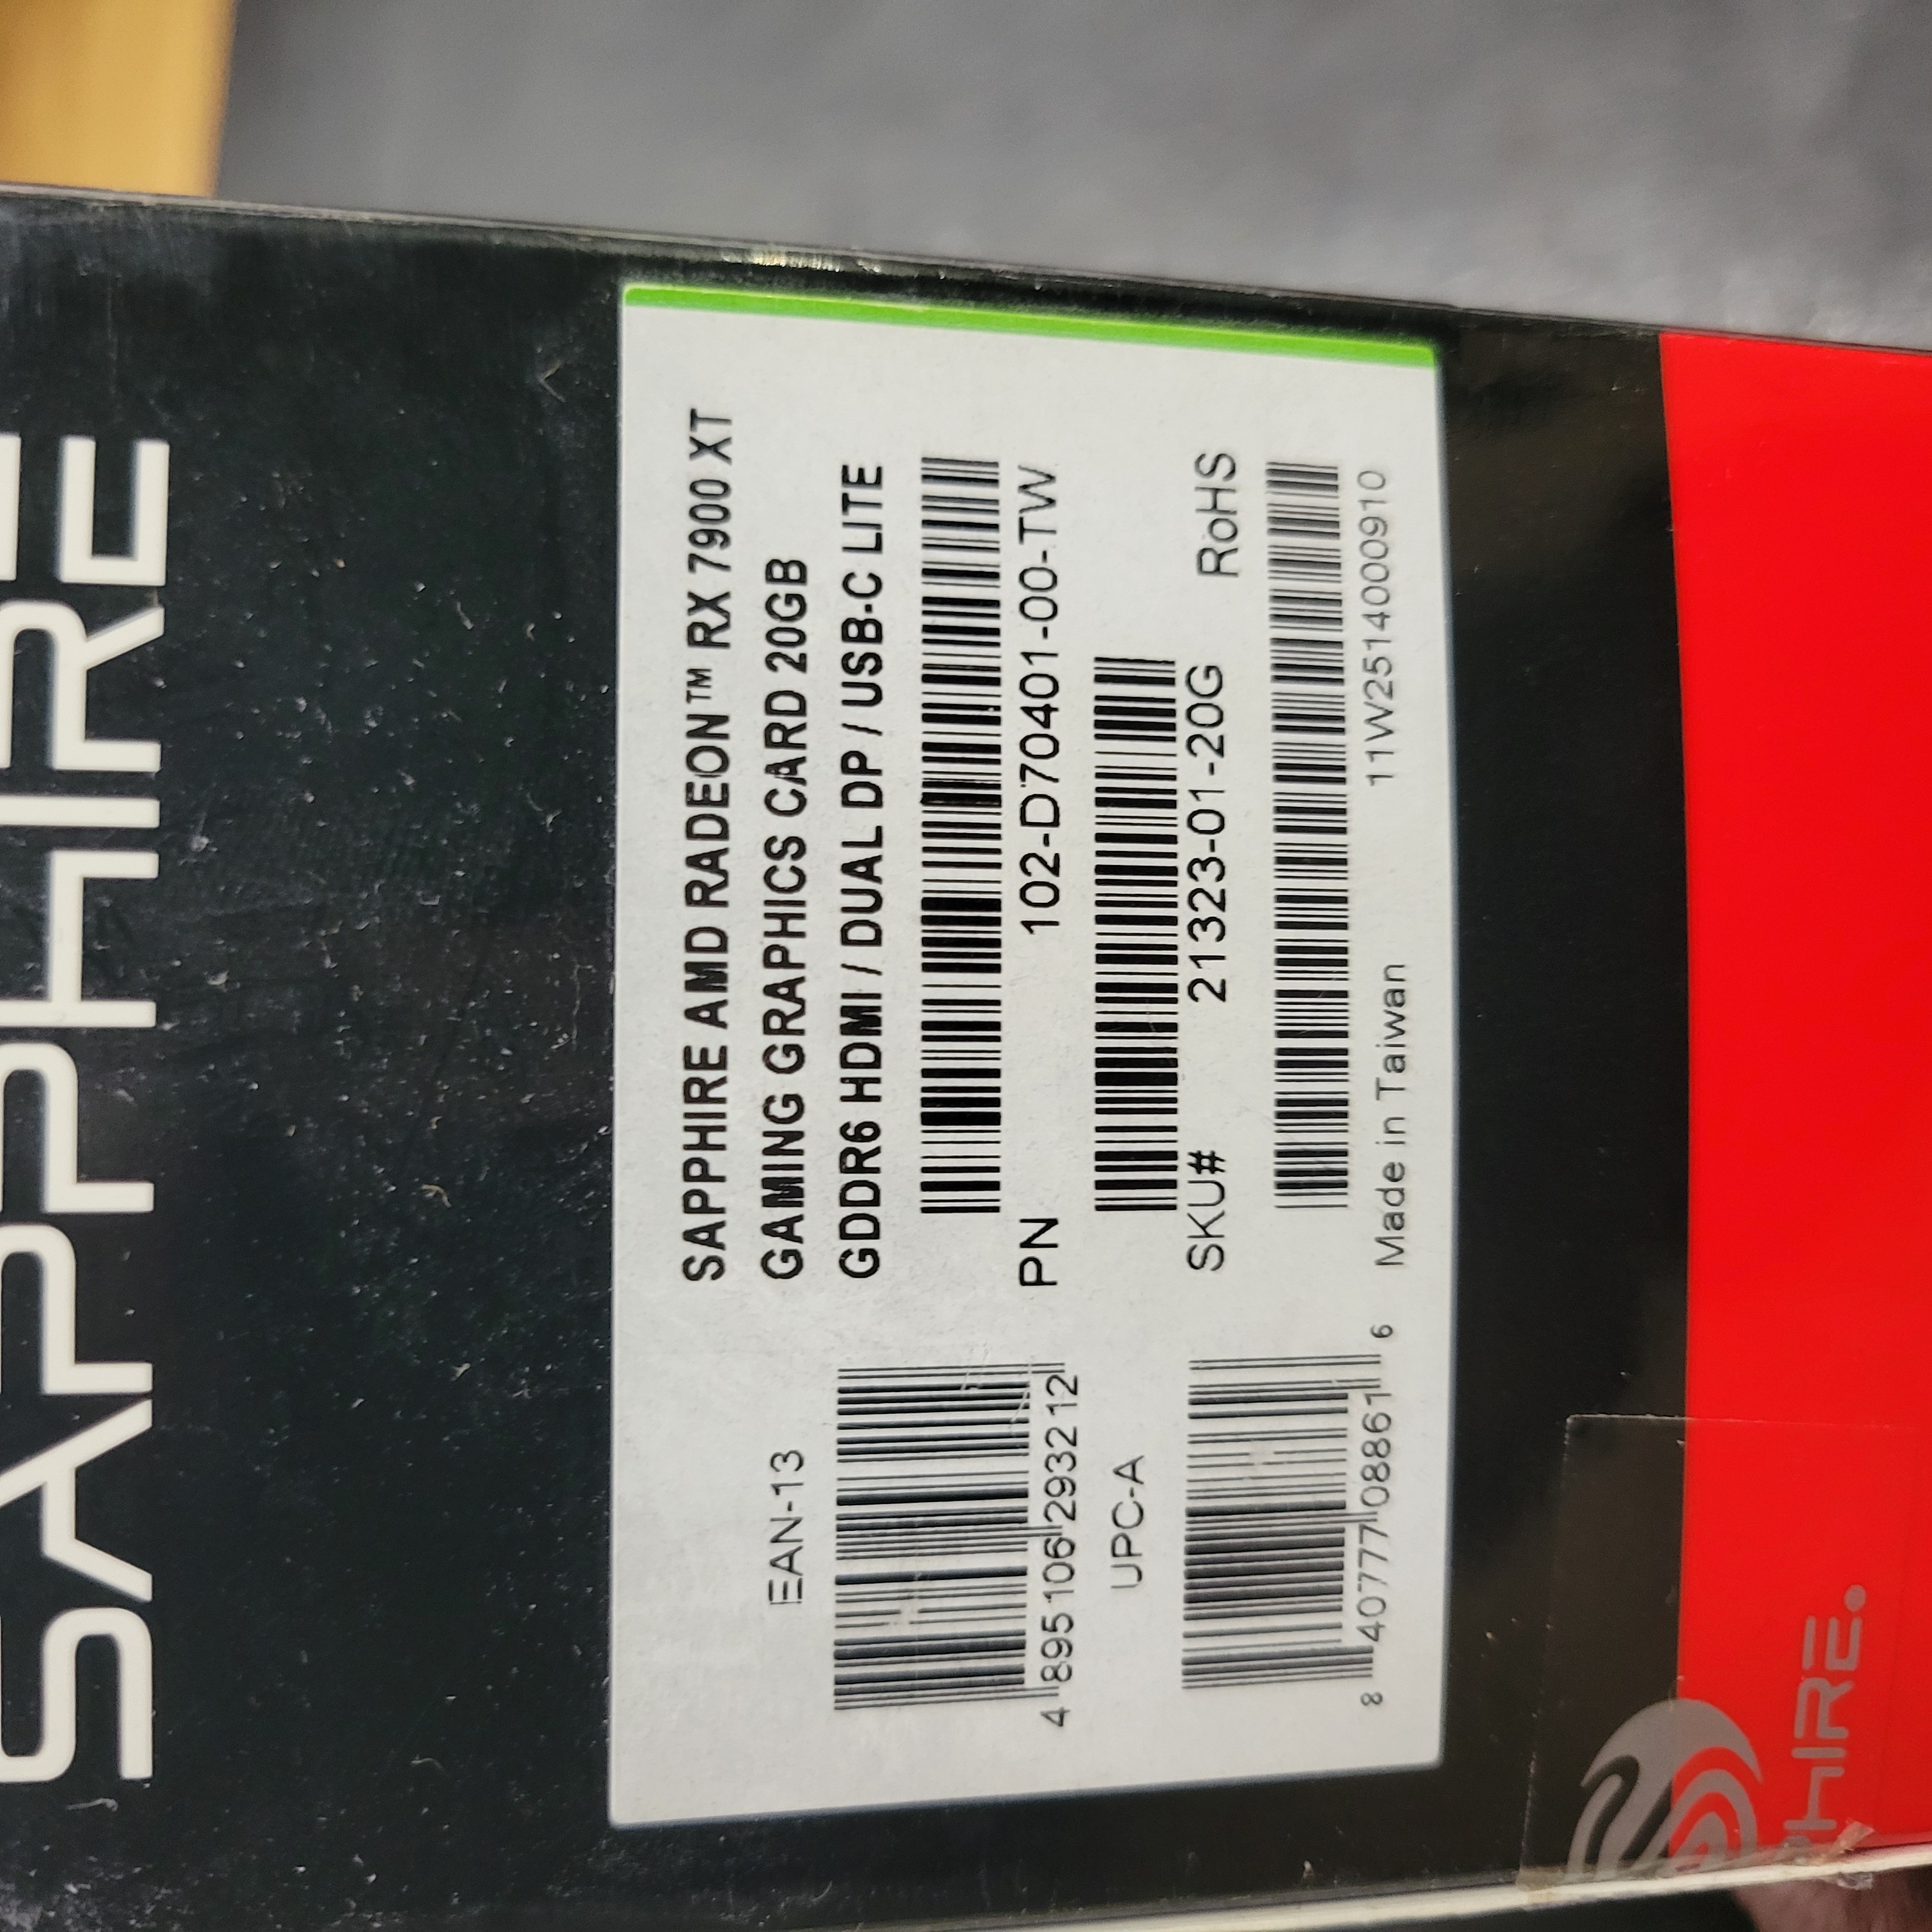 SAPPHIRE
SAPPHIRE AMD RADEON™ RX 7900 XT
GAMING GRAPHICS CARD 20GB
GDDR6 HDMI / DUAL DP / USB-C LITE
EAN-13
4 895106 293212
PN 102-D70401-00-TW
UPC-A
SKU# 21323-01-20G RoHS
8 40777 08861 6
Made in Taiwan 11W2514000910
PHIRE.